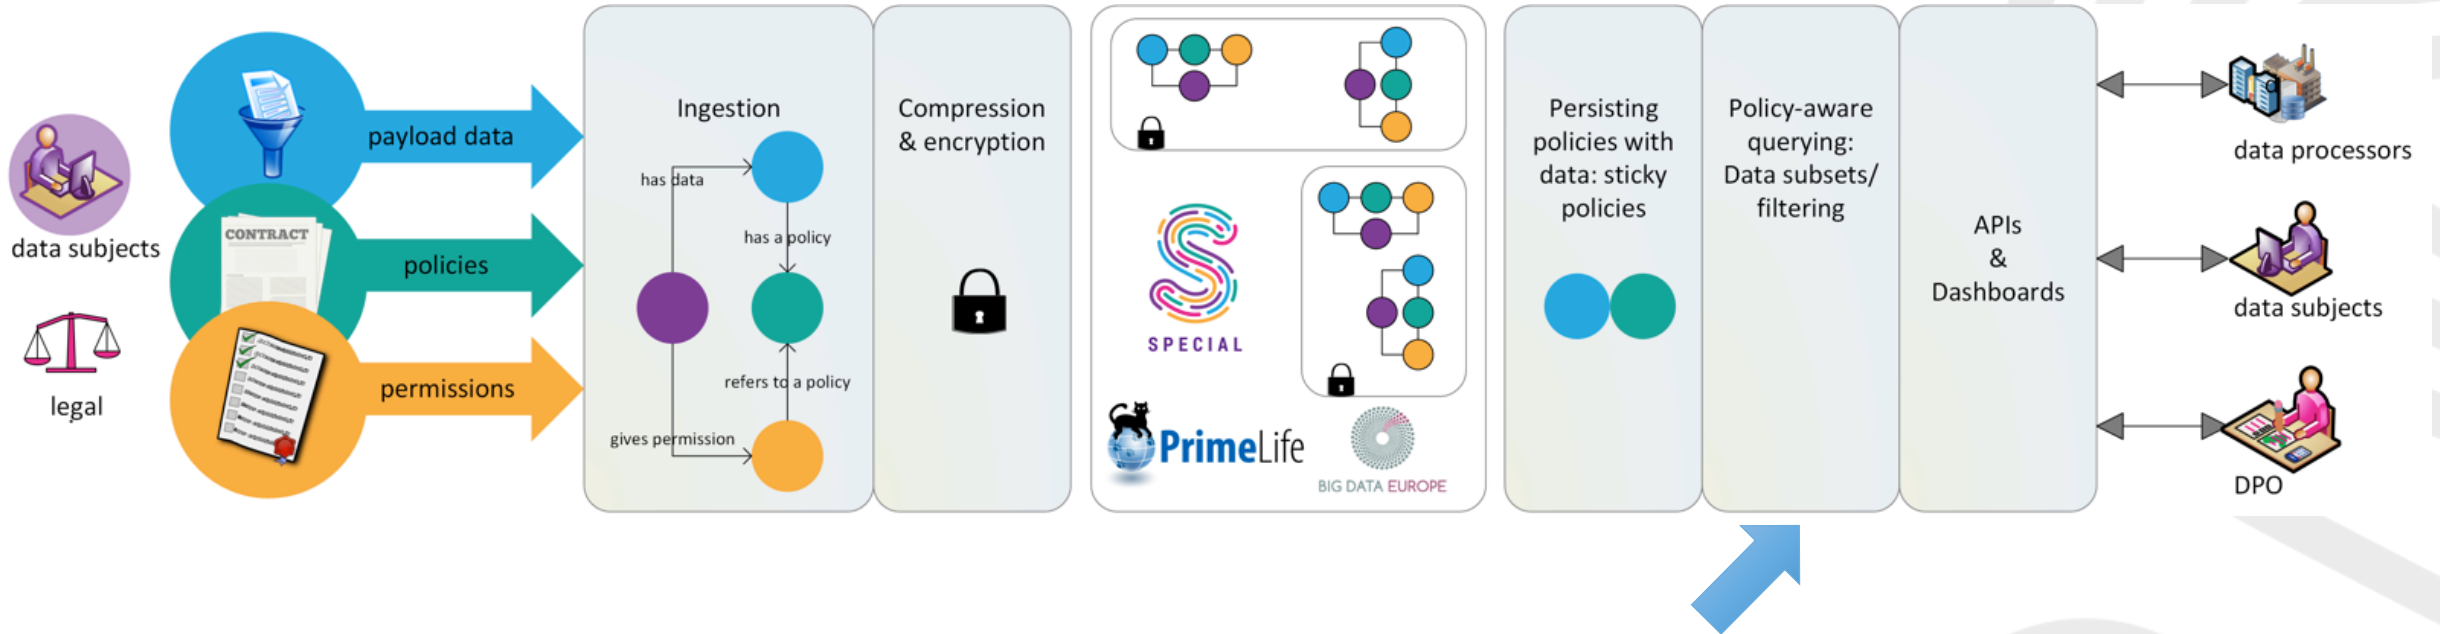 data subjects
legal
payload data
CONTRACT
policies
permissions
Ingestion
has data
has a policy
refers to a policy
gives permission
Compression
& encryption
SPECIAL
PrimeLife
BIG DATA EUROPE
Persisting
policies with
data: sticky
policies
Policy-aware
querying:
Data subsets/
filtering
APIs
&
Dashboards
data processors
data subjects
DPO